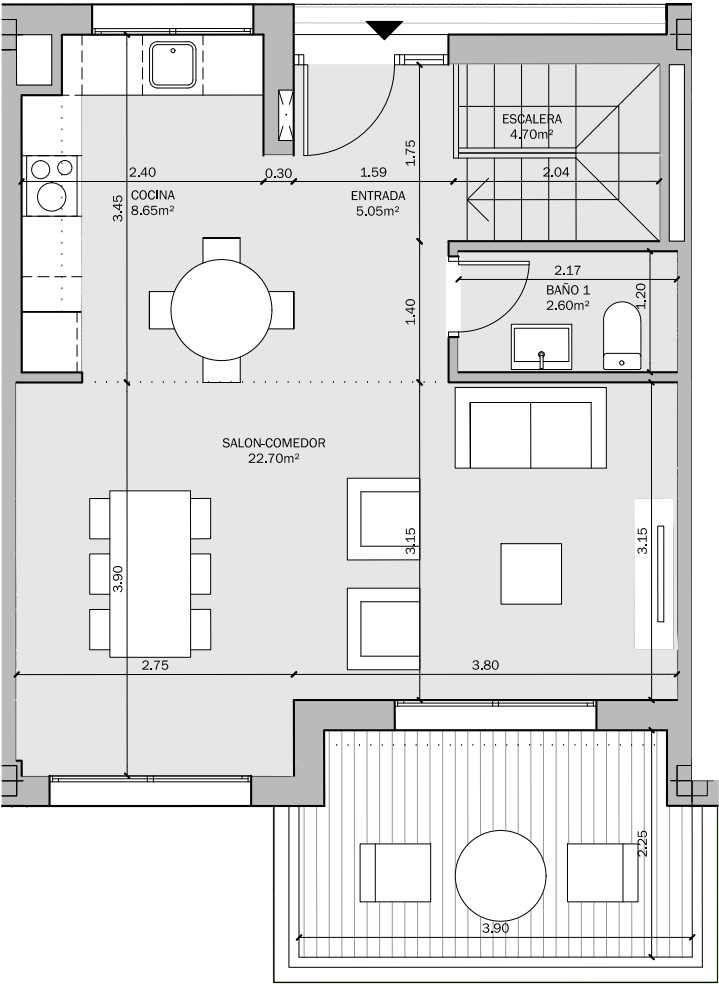 ESCALERA
4.70m²
1.75
2.40
0.30
1.59
2.04
COCINA
8.65m²
3.45
ENTRADA
5.05m²
2.17
BAÑO 1
2.60m²
1.20
1.40
SALON-COMEDOR
22.70m²
3.15
3.15
3.90
2.75
3.80
2.25
3.90